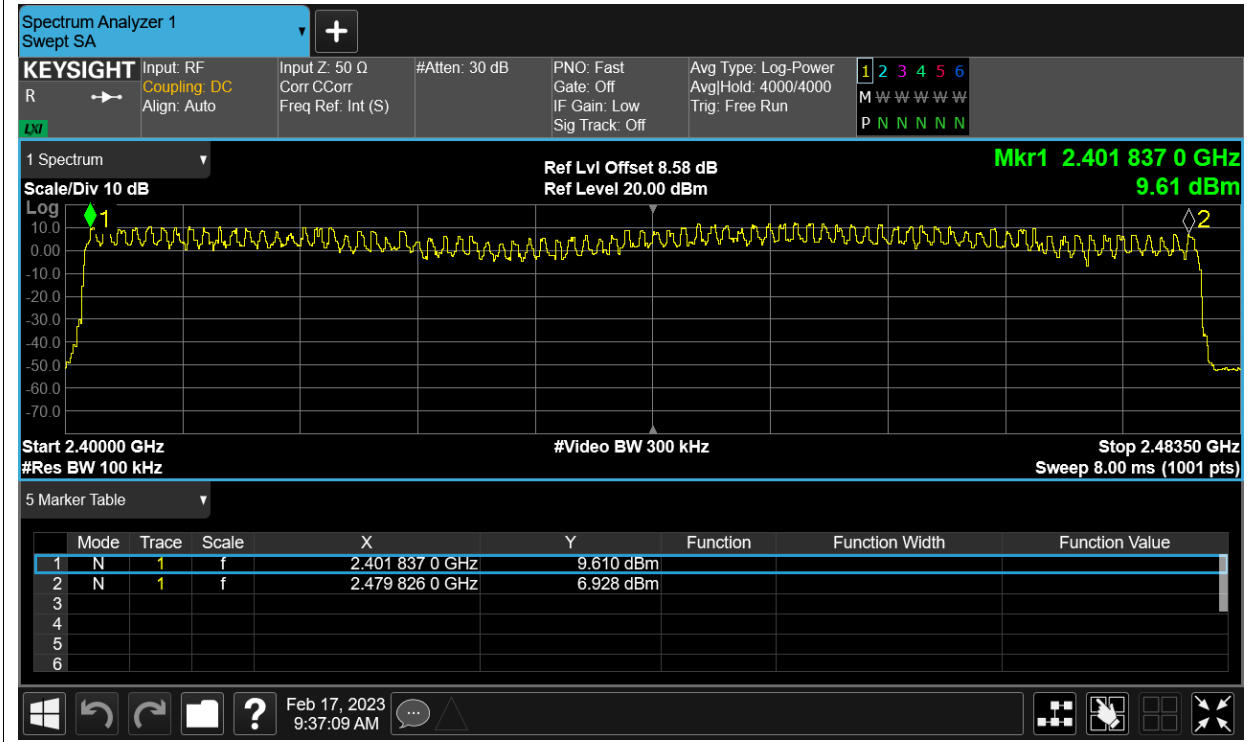 Spectrum Analyzer 1
Swept SA
+
KEYSIGHT
R
LXI
Input: RF
Coupling: DC
Align: Auto
Input Z: 50 Ω
Corr CCorr
Freq Ref: Int (S)
#Atten: 30 dB
PNO: Fast
Gate: Off
IF Gain: Low
Sig Track: Off
Avg Type: Log-Power
Avg|Hold: 4000/4000
Trig: Free Run
1 2 3 4 5 6
M W W W W W W
P N N N N N N
1 Spectrum
Scale/Div 10 dB
Ref Lvl Offset 8.58 dB
Ref Level 20.00 dBm
Mkr1 2.401 837 0 GHz
9.61 dBm
Log
1
2
10.0
0.00
-10.0
-20.0
-30.0
-40.0
-50.0
-60.0
-70.0
Start 2.40000 GHz
#Video BW 300 kHz
Stop 2.48350 GHz
#Res BW 100 kHz
Sweep 8.00 ms (1001 pts)
5 Marker Table
Mode Trace Scale X Y Function Function Width Function Value
1 N 1 f 2.401 837 0 GHz 9.610 dBm
2 N 1 f 2.479 826 0 GHz 6.928 dBm
3
4
5
6
?
Feb 17, 2023
9:37:09 AM